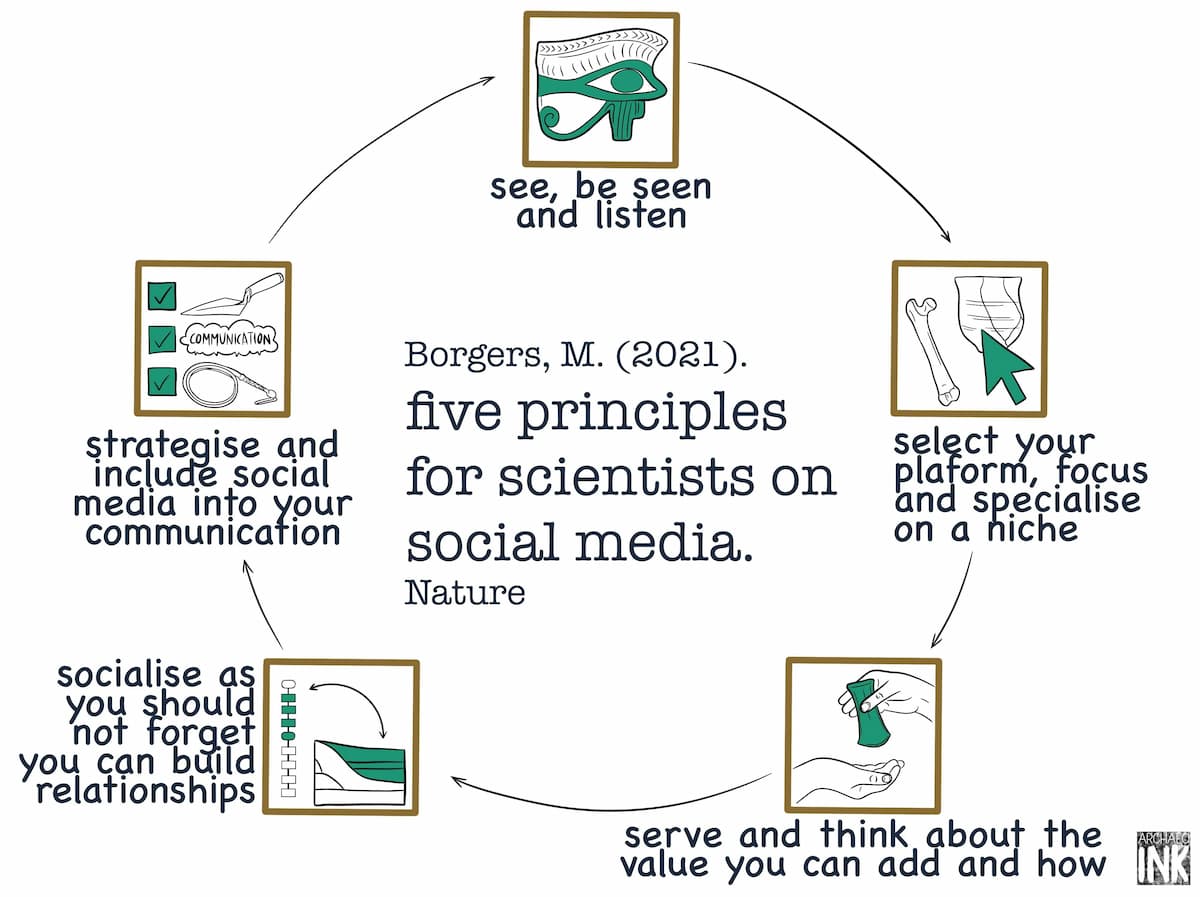 see, be seen
and listen
COMMUNICATION
strategise and
include social
media into your
communication
Borgers, M. (2021).
five principles
for scientists on
social media.
Nature
select your
plaform, focus
and specialise
on a niche
socialise as
you should
not forget
you can build
relationships
serve and think about the
value you can add and how
ARCHAEO
INK